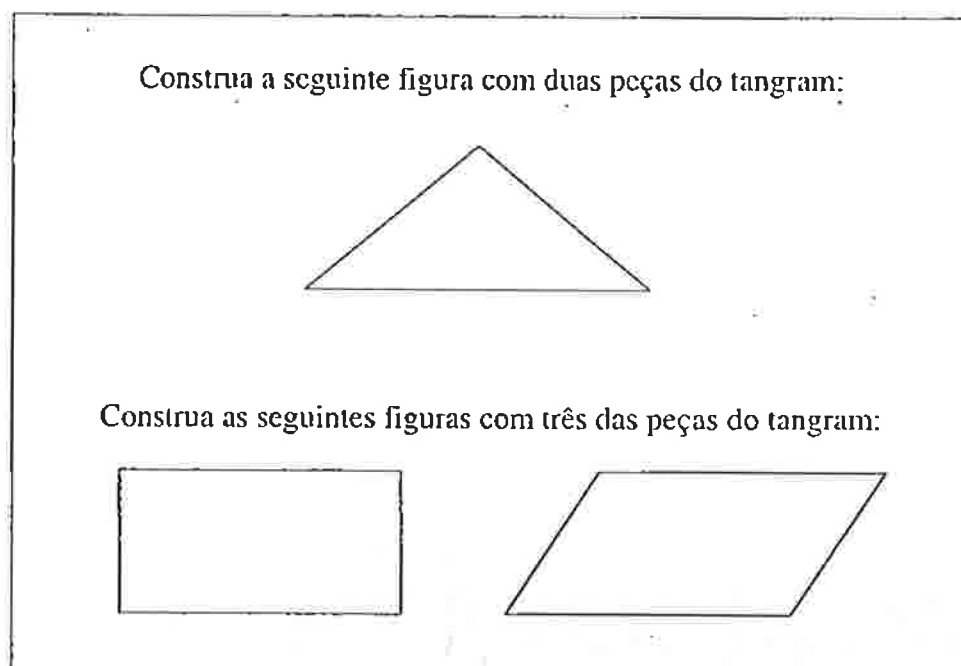 Construa a seguinte figura com duas peças do tangram:
Construa as seguintes figuras com três das peças do tangram: